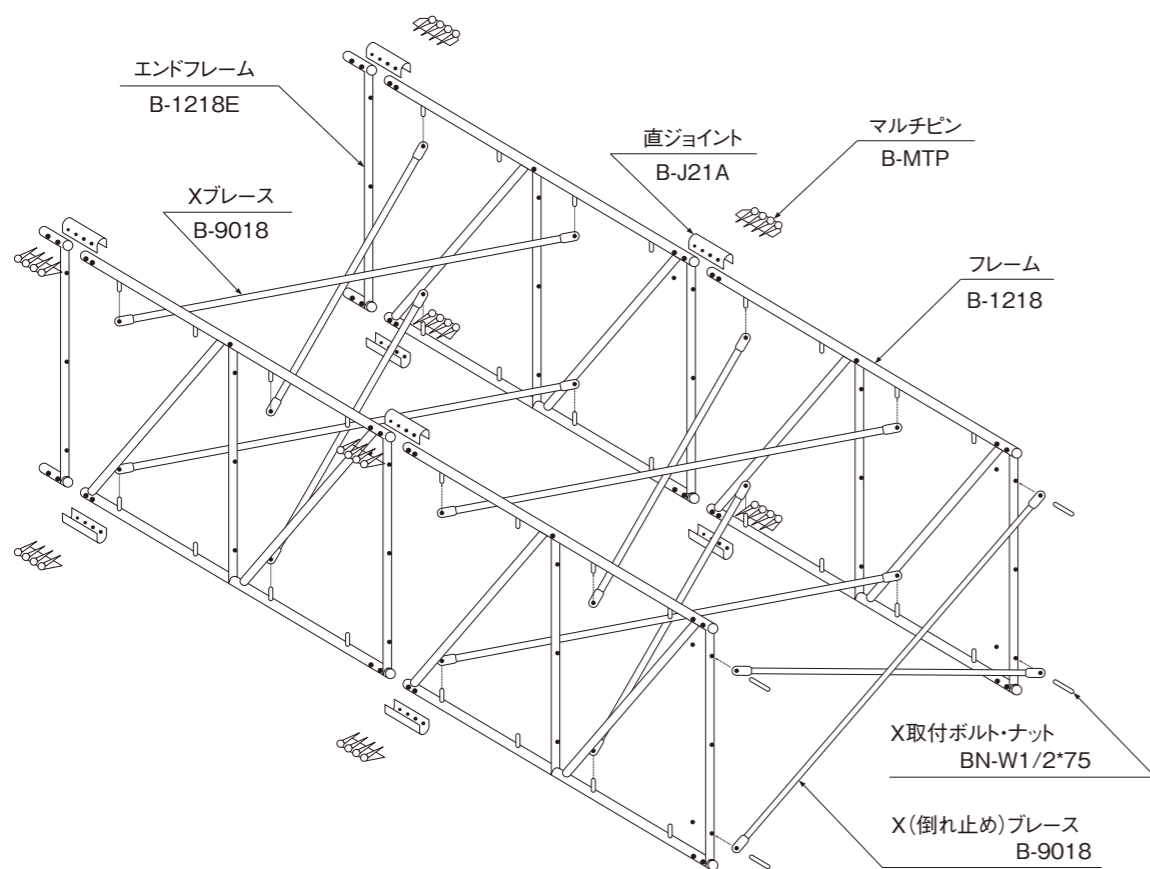 エンドフレーム
B-1218E
Xブレース
B-9018
直ジョイント
B-J21A
マルチピン
B-MTP
フレーム
B-1218
X取付ボルト・ナット
BN-W1/2*75
X(倒れ止め)ブレース
B-9018